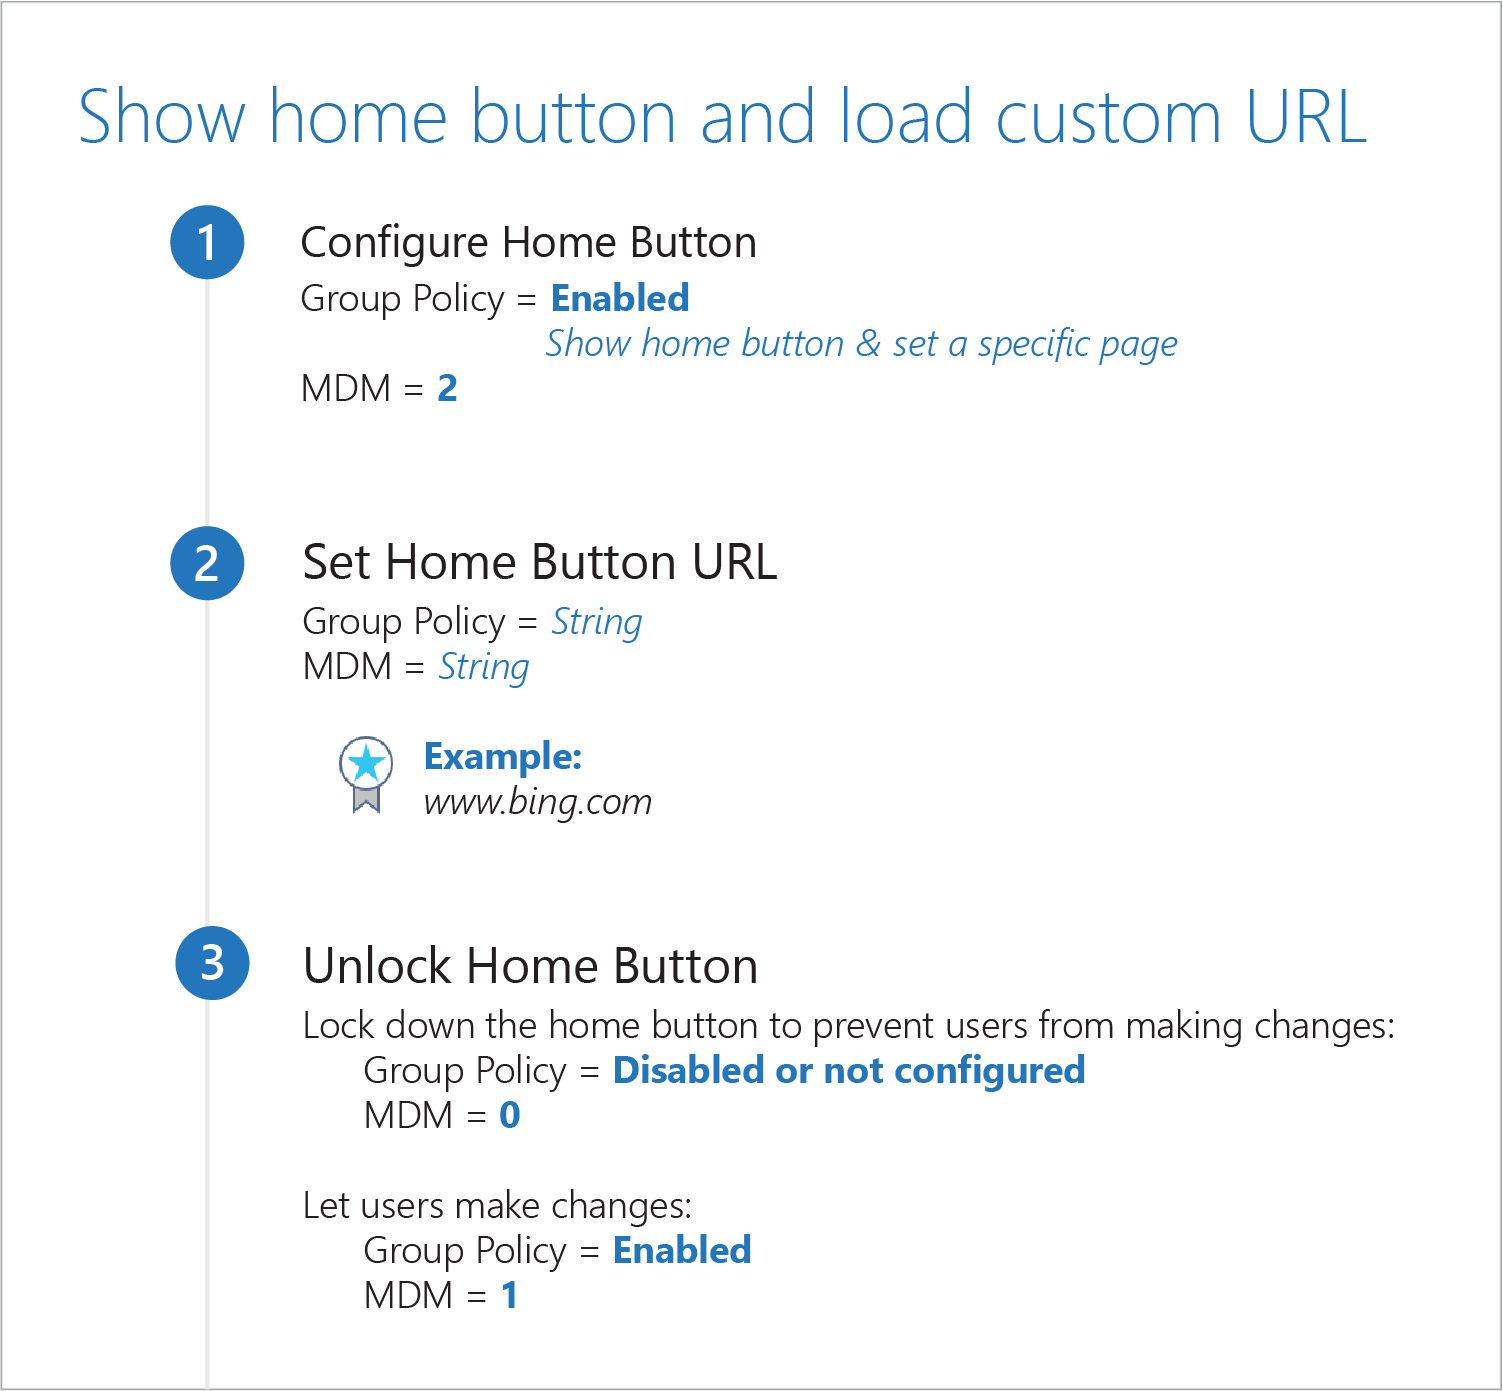 Show home button and load custom URL
1
Configure Home Button
Group Policy = Enabled
Show home button & set a specific page
MDM = 2
2
Set Home Button URL
Group Policy = String
MDM = String
Example:
www.bing.com
3
Unlock Home Button
Lock down the home button to prevent users from making changes:
Group Policy = Disabled or not configured
MDM = 0
Let users make changes:
Group Policy = Enabled
MDM = 1